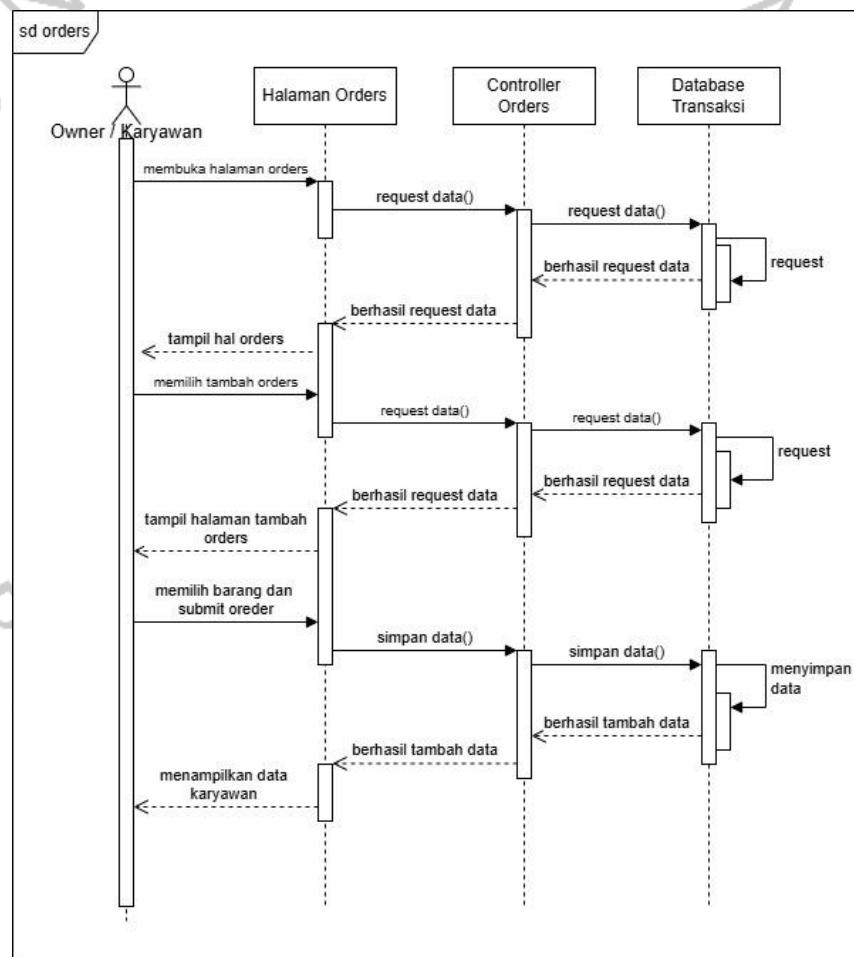 sd orders
Halaman Orders
Controller
Orders
Database
Transaksi
Owner / Karyawan
membuka halaman orders
request data()
request data()
request
berhasil request data
berhasil request data
tampil hal orders
memilih tambah orders
request data()
request data()
request
berhasil request data
berhasil request data
tampil halaman tambah
orders
memilih barang dan
submit oreder
simpan data()
simpan data()
menyimpan
data
berhasil tambah data
berhasil tambah data
menampilkan data
karyawan